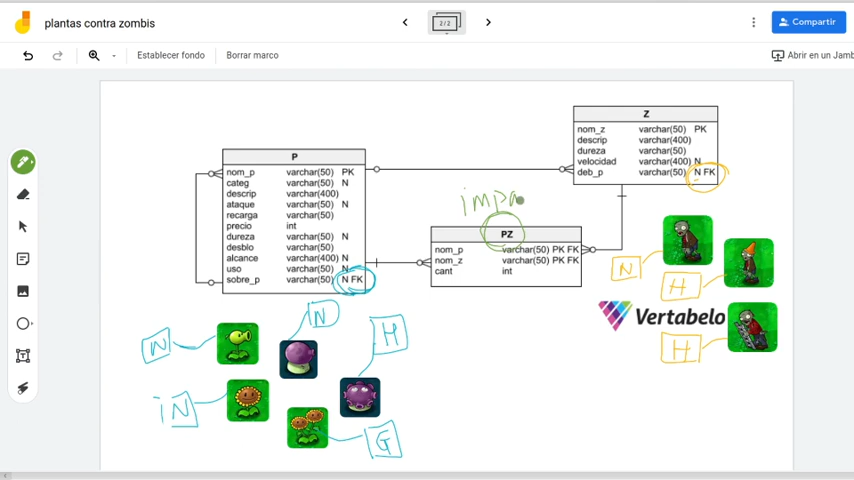 plantas contra zombis
2/2
Compartir
Establecer fondo
Borrar marco
Abrir en un Jamb
Z
nom_z varchar(50) PK
descrip varchar(400)
dureza varchar(50)
velocidad varchar(400) N
deb_p varchar(50) N FK
P
nom_p varchar(50) PK
categ varchar(50) N
descrip varchar(400)
ataque varchar(50) N
recarga varchar(50)
precio int
dureza varchar(50) N
desblo varchar(50)
alcance varchar(400) N
uso varchar(50) N
sobre_p varchar(50) N FK
impa
PZ
nom_p varchar(50) PK FK
nom_z varchar(50) PK FK
cant int
N
H
Vertabelo
H
N
N
H
iN
G